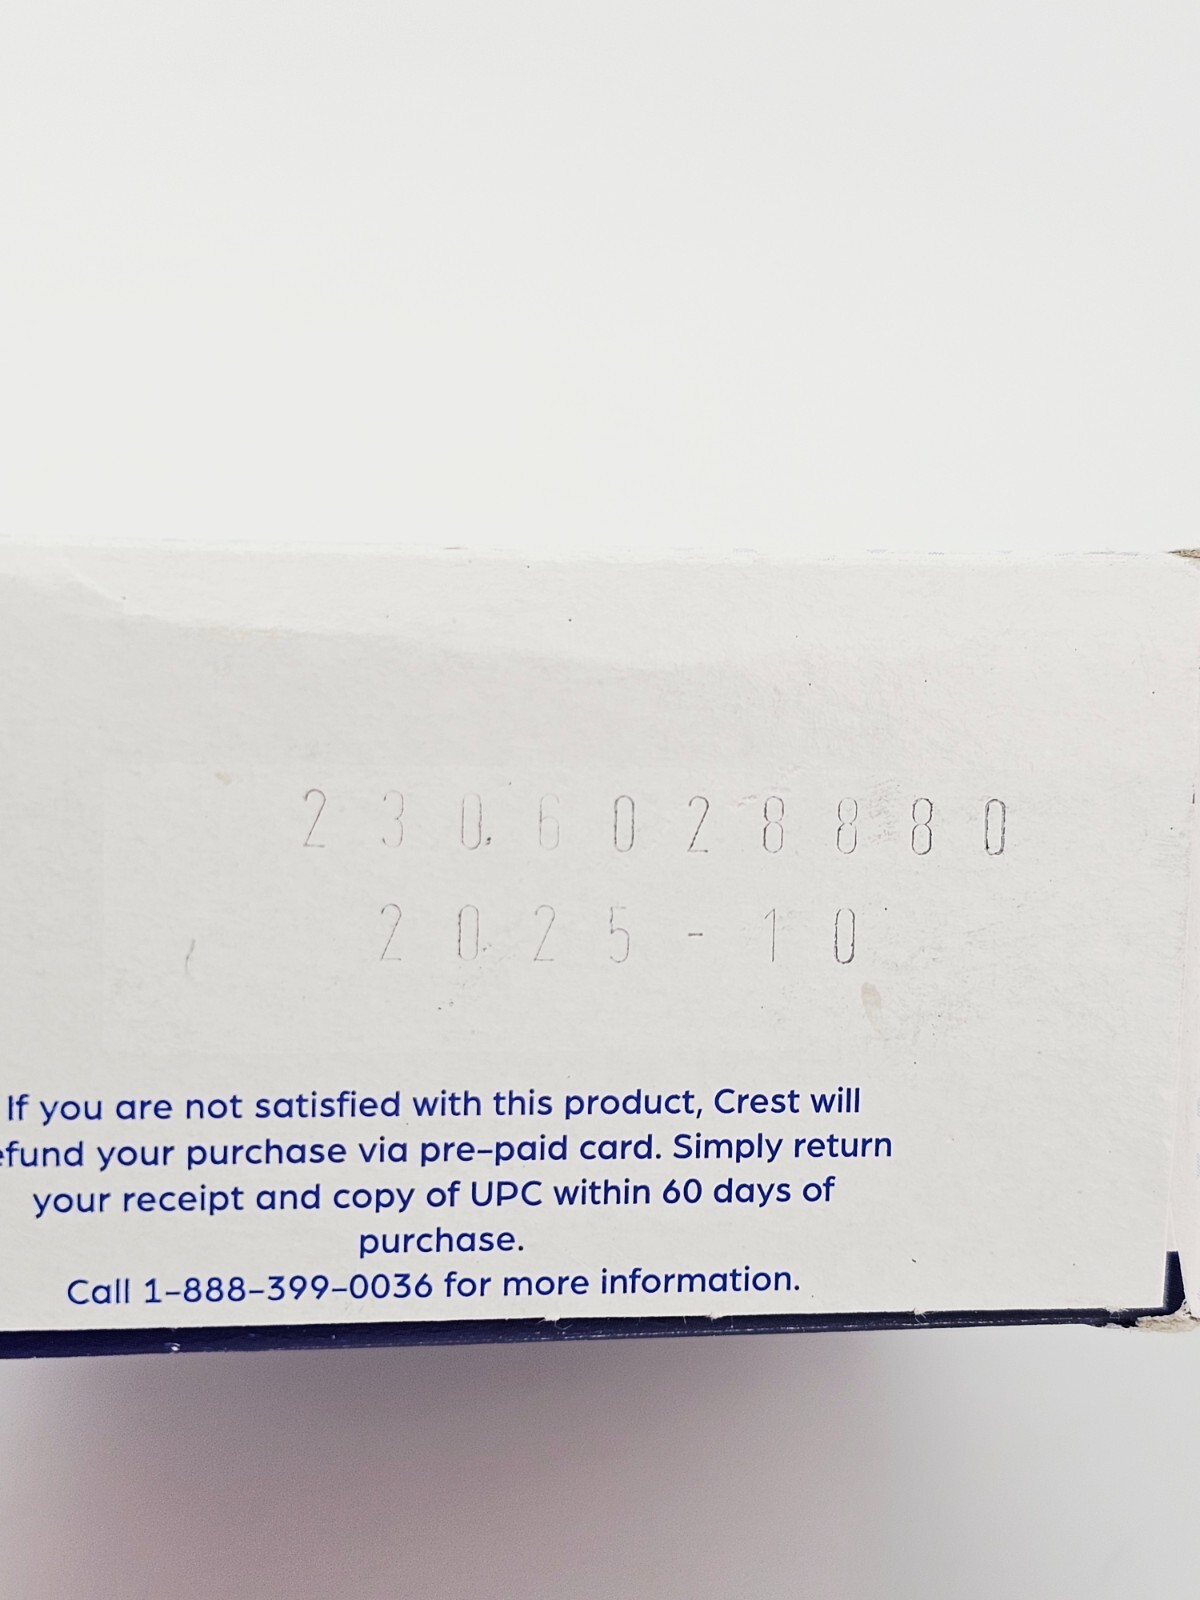 2306028880
2025-10
If you are not satisfied with this product, Crest will
efund your purchase via pre-paid card. Simply return
your receipt and copy of UPC within 60 days of
purchase.
Call 1-888-399-0036 for more information.